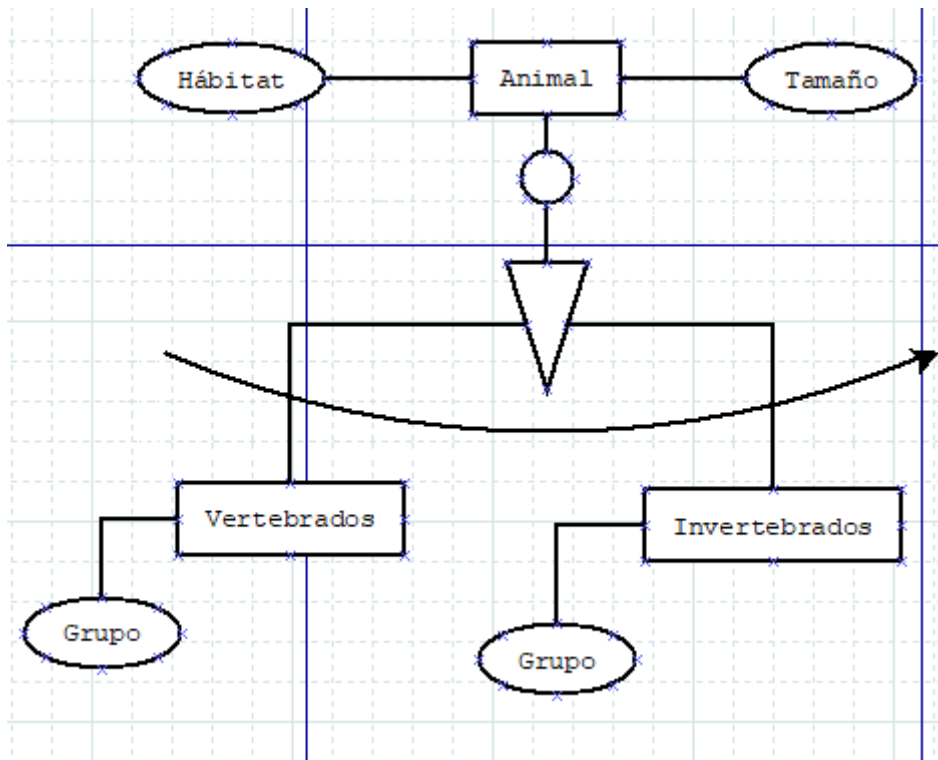 Hábitat
Animal
Tamaño
Vertebrados
Invertebrados
Grupo
Grupo